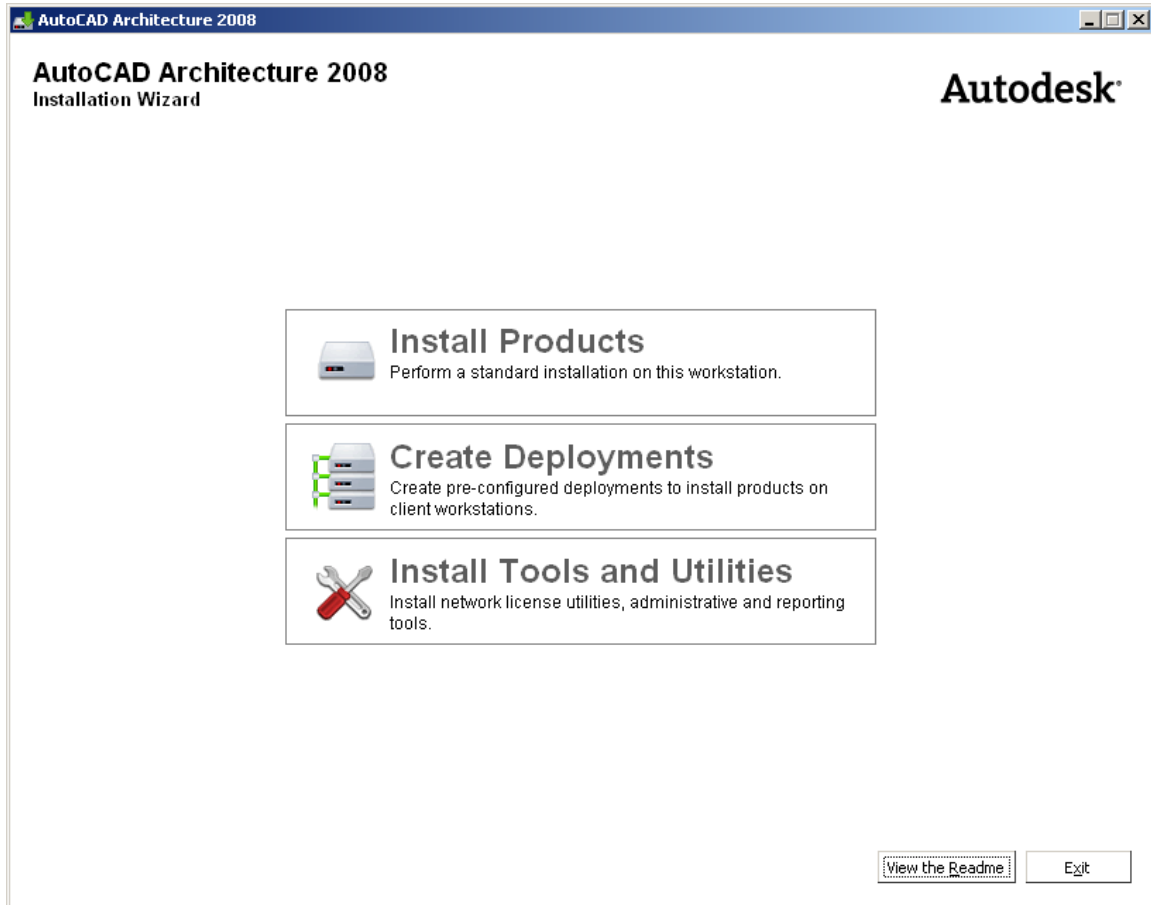 AutoCAD Architecture 2008
AutoCAD Architecture 2008
Installation Wizard
Autodesk
Install Products
Perform a standard installation on this workstation.
Create Deployments
Create pre-configured deployments to install products on
client workstations.
Install Tools and Utilities
Install network license utilities, administrative and reporting
tools.
View the Readme
Exit